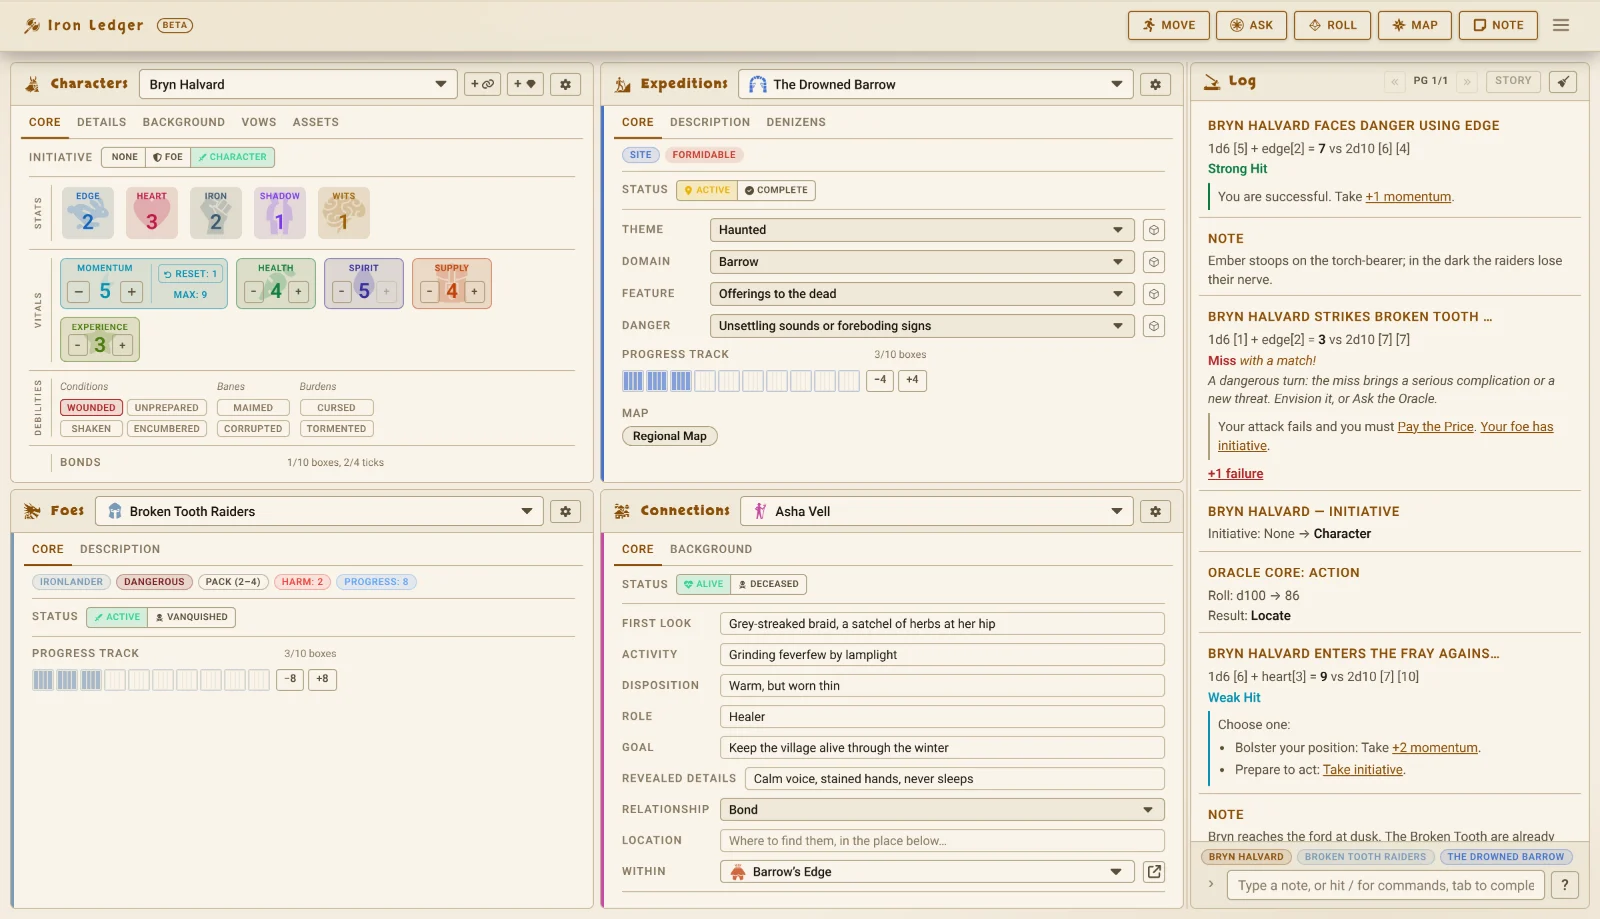 Iron Ledger BETA
MOVE ASK ROLL MAP NOTE
Characters Bryn Halvard
CORE DETAILS BACKGROUND VOWS ASSETS
INITIATIVE NONE FOE CHARACTER
STATS
EDGE HEART IRON SHADOW WITS
2 3 2 1 1
VITALS
MOMENTUM RESET: 1 HEALTH SPIRIT SUPPLY
− 5 + MAX: 9 - 4 + - 5 + - 4 +
EXPERIENCE
- 3 +
DEBILITIES
Conditions Banes Burdens
WOUNDED UNPREPARED MAIMED CURSED
SHAKEN ENCUMBERED CORRUPTED TORMENTED
BONDS 1/10 boxes, 2/4 ticks
Expeditions The Drowned Barrow
CORE DESCRIPTION DENIZENS
SITE FORMIDABLE
STATUS ACTIVE COMPLETE
THEME Haunted
DOMAIN Barrow
FEATURE Offerings to the dead
DANGER Unsettling sounds or foreboding signs
PROGRESS TRACK 3/10 boxes
−4 +4
MAP
Regional Map
Foes Broken Tooth Raiders
CORE DESCRIPTION
IRONLANDER DANGEROUS PACK (2–4) HARM: 2 PROGRESS: 8
STATUS ACTIVE VANQUISHED
PROGRESS TRACK 3/10 boxes
−8 +8
Connections Asha Vell
CORE BACKGROUND
STATUS ALIVE DECEASED
FIRST LOOK Grey-streaked braid, a satchel of herbs at her hip
ACTIVITY Grinding feverfew by lamplight
DISPOSITION Warm, but worn thin
ROLE Healer
GOAL Keep the village alive through the winter
REVEALED DETAILS Calm voice, stained hands, never sleeps
RELATIONSHIP Bond
LOCATION Where to find them, in the place below...
WITHIN Barrow's Edge
Log « PG 1/1 » STORY
BRYN HALVARD FACES DANGER USING EDGE
1d6 [5] + edge[2] = 7 vs 2d10 [6] [4]
Strong Hit
You are successful. Take +1 momentum.
NOTE
Ember stoops on the torch-bearer; in the dark the raiders lose
their nerve.
BRYN HALVARD STRIKES BROKEN TOOTH ...
1d6 [1] + edge[2] = 3 vs 2d10 [7] [7]
Miss with a match!
A dangerous turn: the miss brings a serious complication or a
new threat. Envision it, or Ask the Oracle.
Your attack fails and you must Pay the Price. Your foe has
initiative.
+1 failure
BRYN HALVARD — INITIATIVE
Initiative: None → Character
ORACLE CORE: ACTION
Roll: d100 → 86
Result: Locate
BRYN HALVARD ENTERS THE FRAY AGAINS...
1d6 [6] + heart[3] = 9 vs 2d10 [7] [10]
Weak Hit
Choose one:
• Bolster your position: Take +2 momentum.
• Prepare to act: Take initiative.
NOTE
Bryn reaches the ford at dusk. The Broken Tooth are already
BRYN HALVARD BROKEN TOOTH RAIDERS THE DROWNED BARROW
› Type a note, or hit / for commands, tab to comple ?